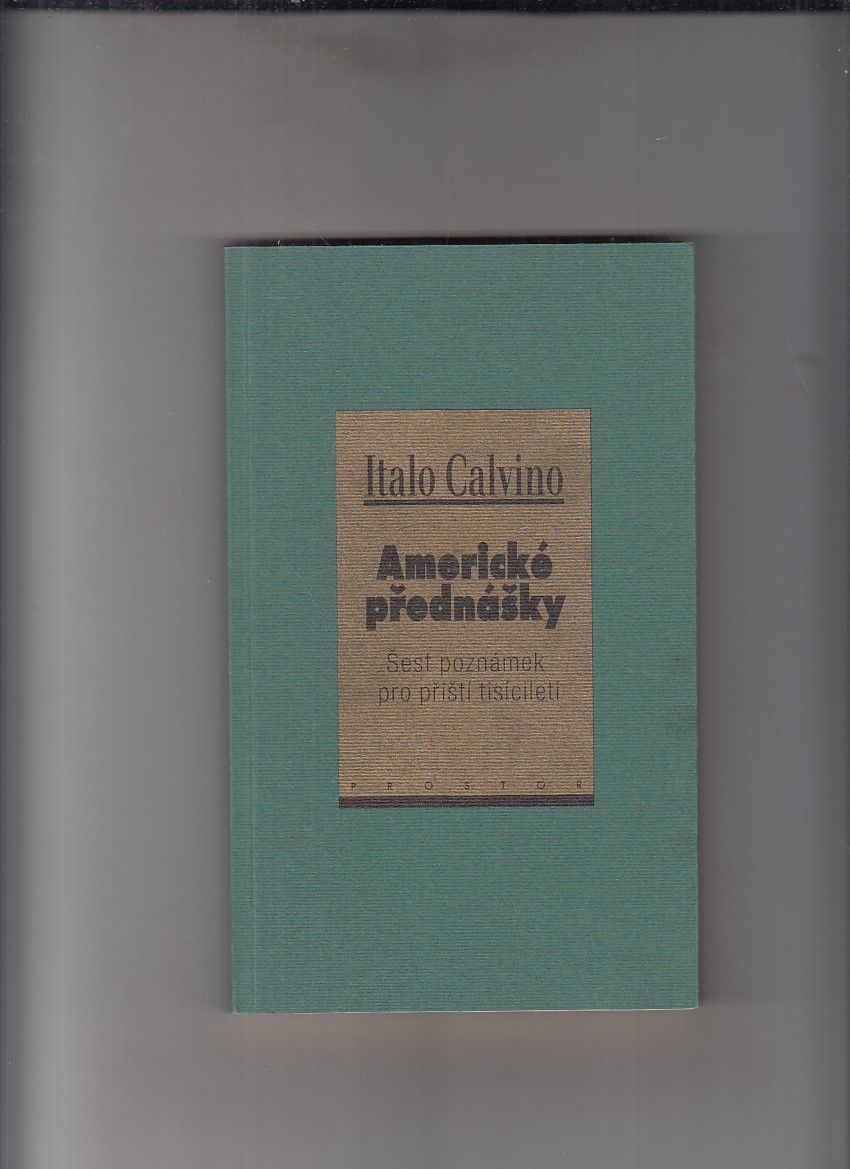 Italo Calvino
Americké
přednášky
Šest poznámek
pro příští tisíciletí
PROSTOR